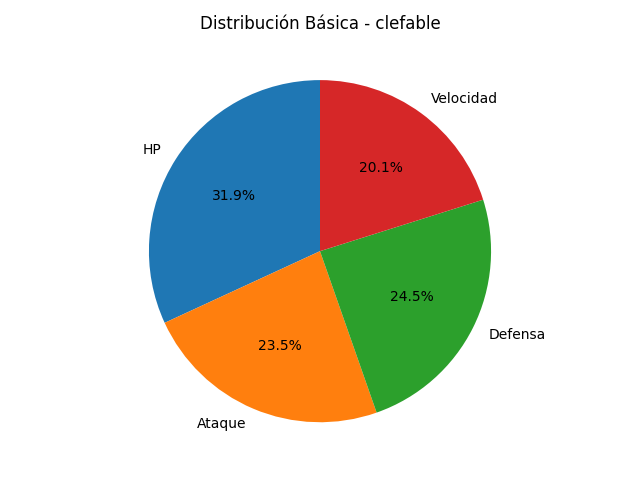 Distribución Básica - clefable
Velocidad
HP
20.1%
31.9%
24.5%
Defensa
23.5%
Ataque